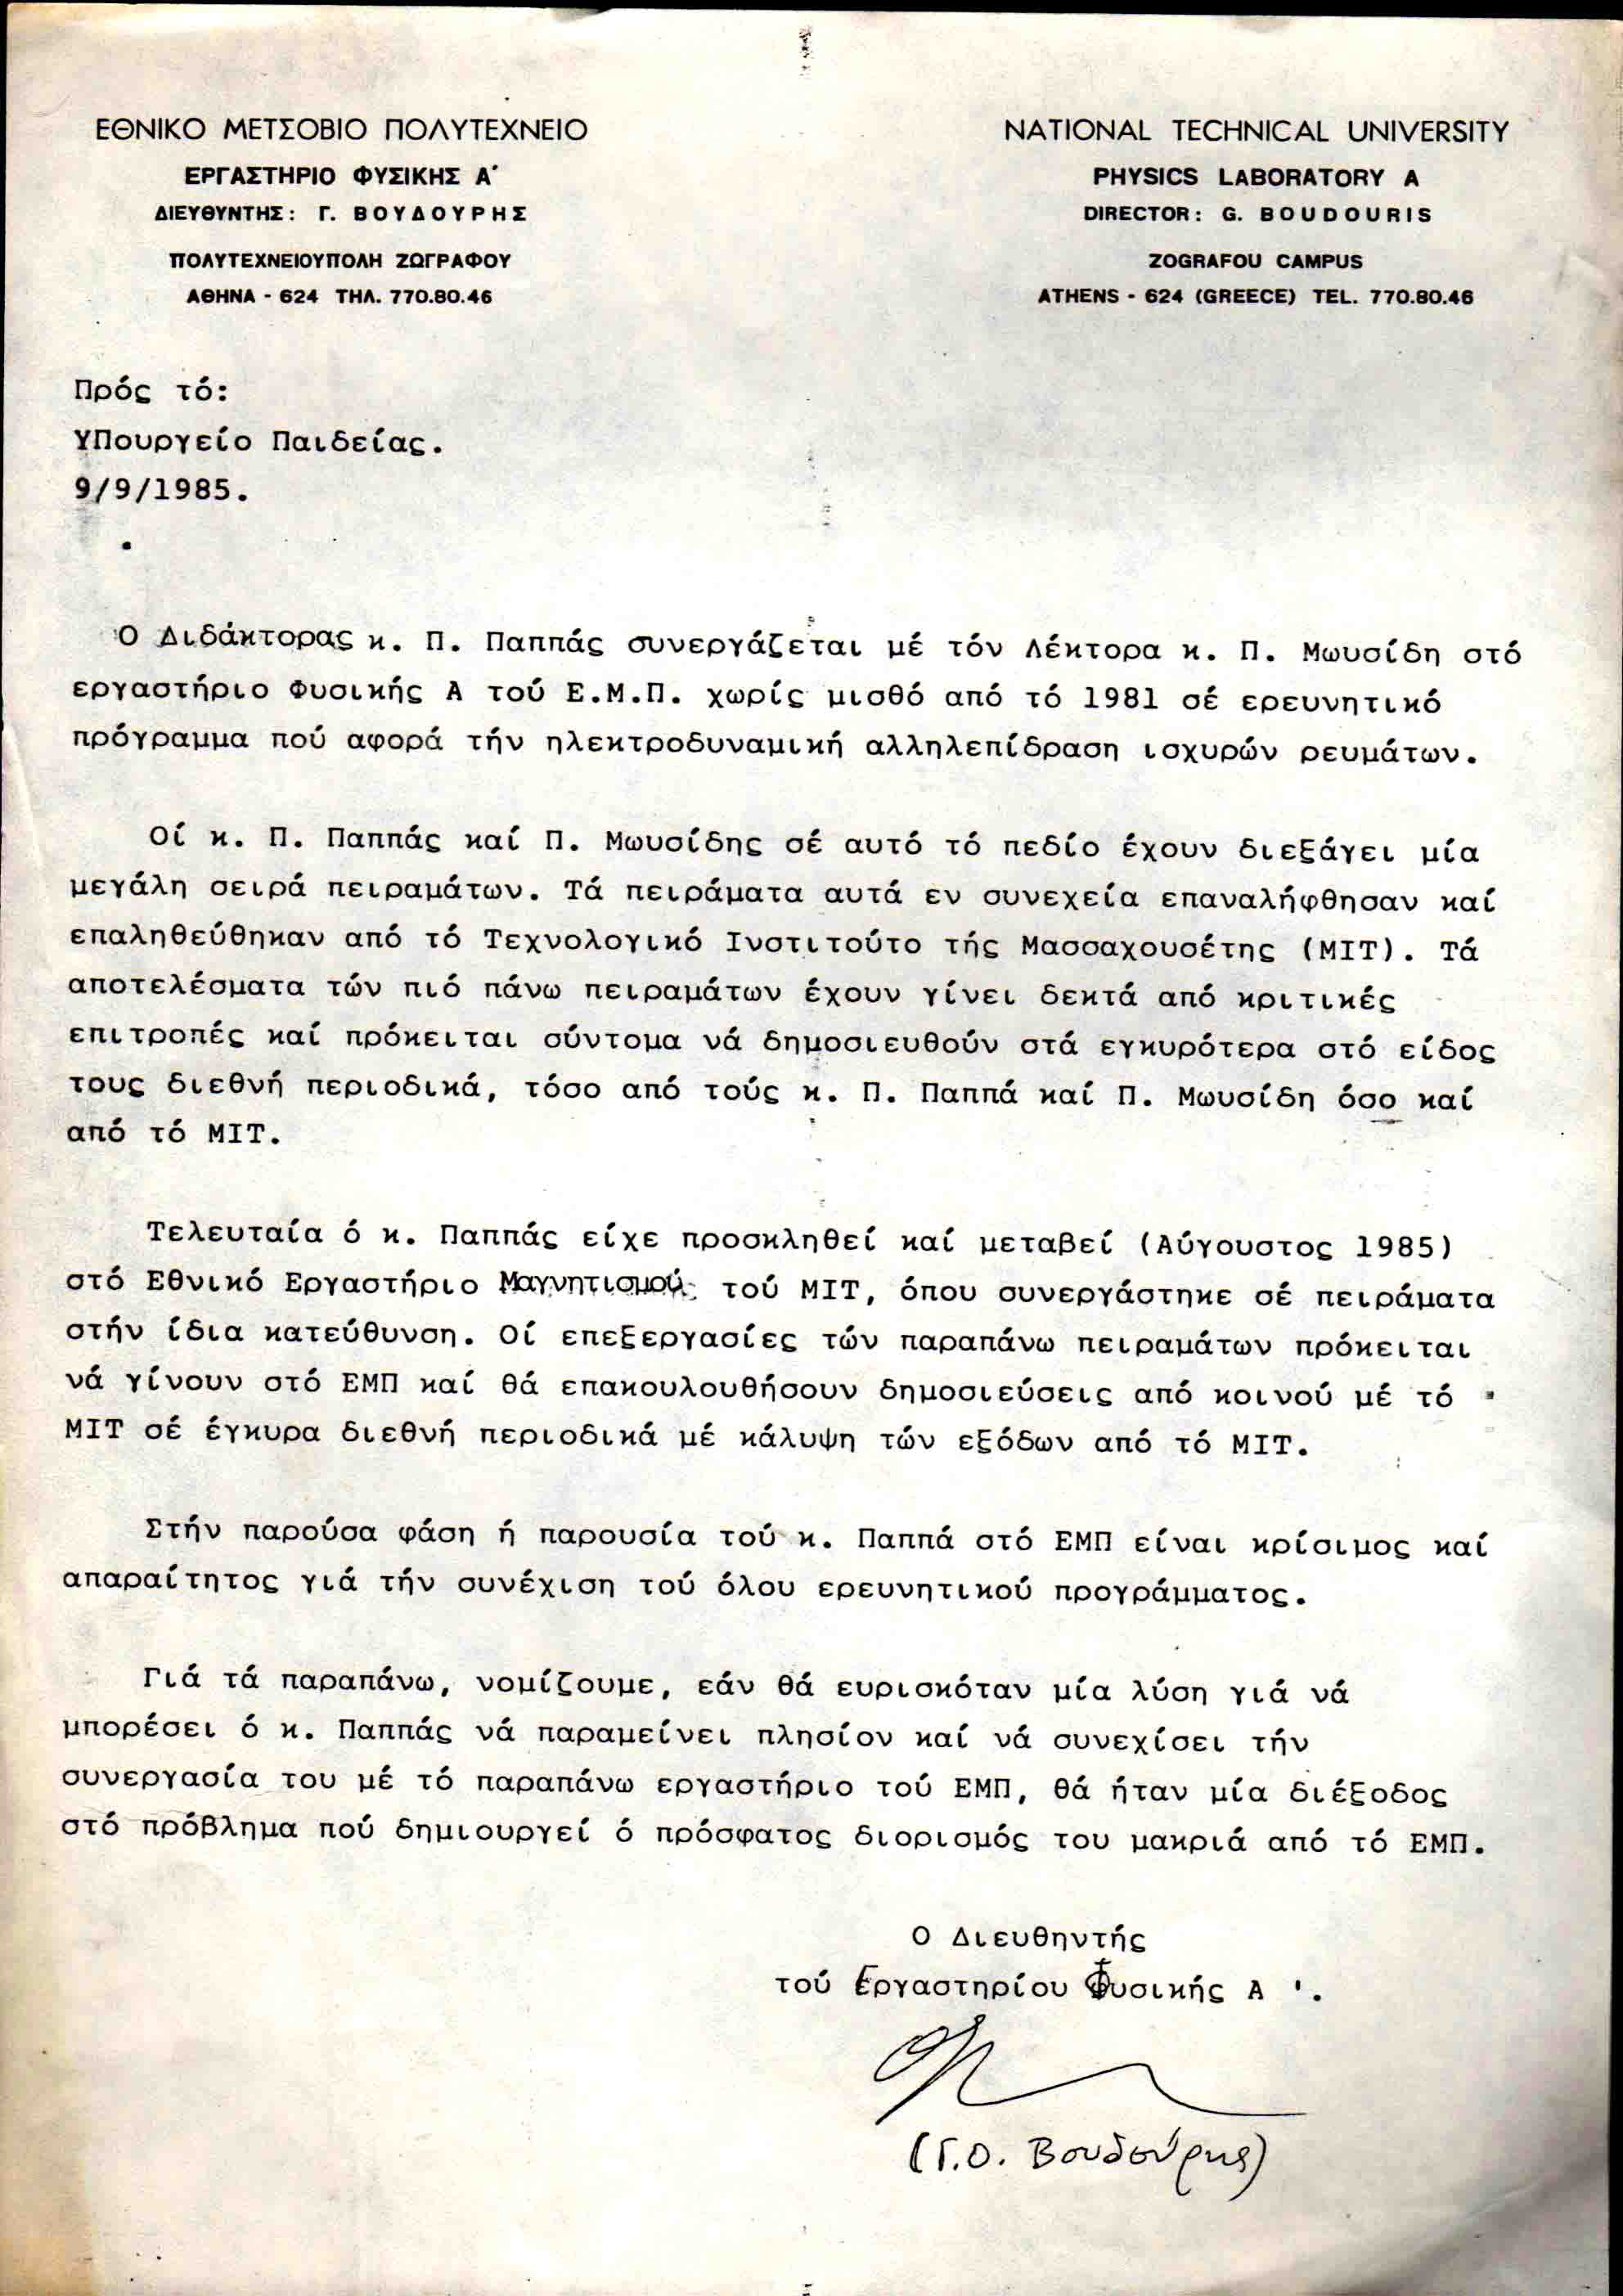 ΕΘΝΙΚΟ ΜΕΤΣΟΒΙΟ ΠΟΛΥΤΕΧΝΕΙΟ
ΕΡΓΑΣΤΗΡΙΟ ΦΥΣΙΚΗΣ Α΄
ΔΙΕΥΘΥΝΤΗΣ: Γ. ΒΟΥΔΟΥΡΗΣ
ΠΟΛΥΤΕΧΝΕΙΟΥΠΟΛΗ ΖΩΓΡΑΦΟΥ
ΑΘΗΝΑ - 624 ΤΗΛ. 770.80.46
NATIONAL TECHNICAL UNIVERSITY
PHYSICS LABORATORY A
DIRECTOR: G. BOUDOURIS
ZOGRAFOU CAMPUS
ATHENS - 624 (GREECE) TEL. 770.80.46
Πρός τό:
ΥΠουργείο Παιδείας.
9/9/1985.
Ο Διδάκτορας κ. Π. Παππάς συνεργάζεται μέ τόν Λέκτορα κ. Π. Μωυσίδη στό
εργαστήριο Φυσικής Α τού Ε.Μ.Π. χωρίς μισθό από τό 1981 σέ ερευνητικό
πρόγραμμα πού αφορά τήν ηλεκτροδυναμική αλληλεπίδραση ισχυρών ρευμάτων.
Οί κ. Π. Παππάς καί Π. Μωυσίδης σέ αυτό τό πεδίο έχουν διεξάγει μία
μεγάλη σειρά πειραμάτων. Τά πειράματα αυτά εν συνεχεία επαναλήφθησαν καί
επαληθεύθηκαν από τό Τεχνολογικό Ινστιτούτο τής Μασσαχουσέτης (ΜΙΤ). Τά
αποτελέσματα τών πιό πάνω πειραμάτων έχουν γίνει δεκτά από κριτικές
επιτροπές καί πρόκειται σύντομα νά δημοσιευθούν στά εγκυρότερα στό είδος
τους διεθνή περιοδικά, τόσο από τούς κ. Π. Παππά καί Π. Μωυσίδη όσο καί
από τό ΜΙΤ.
Τελευταία ό κ. Παππάς είχε προσκληθεί καί μεταβεί (Αύγουστος 1985)
στό Εθνικό Εργαστήριο Μαγνητισμού τού ΜΙΤ, όπου συνεργάστηκε σέ πειράματα
στήν ίδια κατεύθυνση. Οί επεξεργασίες τών παραπάνω πειραμάτων πρόκειται
νά γίνουν στό ΕΜΠ καί θά επακουλουθήσουν δημοσιεύσεις από κοινού μέ τό
ΜΙΤ σέ έγκυρα διεθνή περιοδικά μέ κάλυψη τών εξόδων από τό ΜΙΤ.
Στήν παρούσα φάση ή παρουσία τού κ. Παππά στό ΕΜΠ είναι κρίσιμος καί
απαραίτητος γιά τήν συνέχιση τού όλου ερευνητικού προγράμματος.
Γιά τά παραπάνω, νομίζουμε, εάν θά ευρισκόταν μία λύση γιά νά
μπορέσει ό κ. Παππάς νά παραμείνει πλησίον καί νά συνεχίσει τήν
συνεργασία του μέ τό παραπάνω εργαστήριο τού ΕΜΠ, θά ήταν μία διέξοδος
στό πρόβλημα πού δημιουργεί ό πρόσφατος διορισμός του μακριά από τό ΕΜΠ.
Ο Διευθηντής
τού Εργαστηρίου Φυσικής Α '.
(Γ.Ο. Βουδούρης)